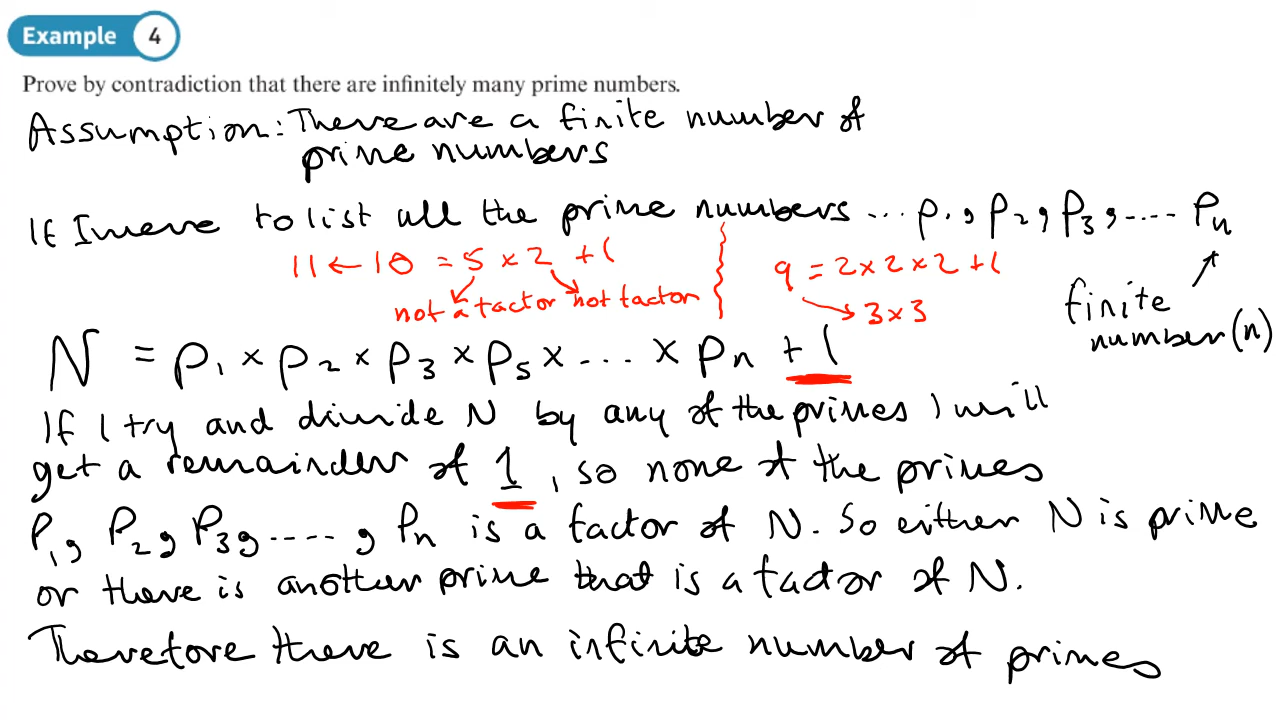 Example 4
Prove by contradiction that there are infinitely many prime numbers.
Assumption: There are a finite number of
prime numbers
If I were to list all the prime numbers ... p₁, p₂, p₃, ..... pₙ
11 ← 10 = 5 × 2 + 1
not a factor not factor
9 = 2 × 2 × 2 + 1
3 × 3
finite
number (n)
N = p₁ × p₂ × p₃ × p₅ × ... × pₙ + 1
If I try and divide N by any of the primes I will
get a remainder of 1, so none of the primes
p₁, p₂, p₃, ....., pₙ is a factor of N. So either N is prime
or there is another prime that is a factor of N.
Therefore there is an infinite number of primes